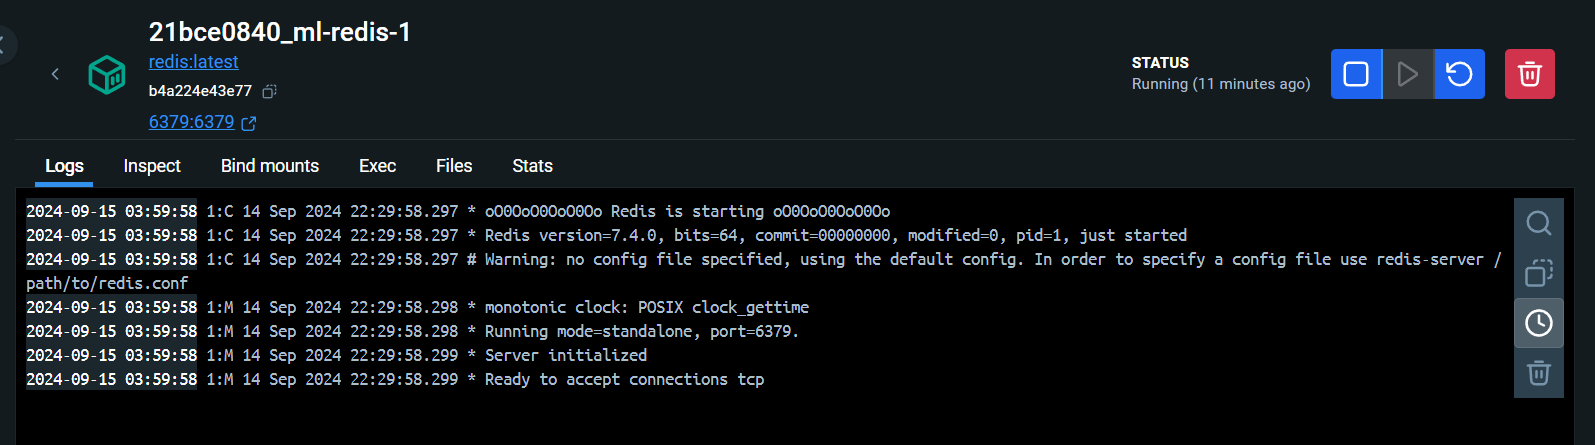 21bce0840_ml-redis-1
redis:latest
b4a224e43e77
6379:6379
STATUS
Running (11 minutes ago)
Logs Inspect Bind mounts Exec Files Stats
2024-09-15 03:59:58 1:C 14 Sep 2024 22:29:58.297 * oO0OoO0OoO0Oo Redis is starting oO0OoO0OoO0Oo
2024-09-15 03:59:58 1:C 14 Sep 2024 22:29:58.297 * Redis version=7.4.0, bits=64, commit=00000000, modified=0, pid=1, just started
2024-09-15 03:59:58 1:C 14 Sep 2024 22:29:58.297 # Warning: no config file specified, using the default config. In order to specify a config file use redis-server /
path/to/redis.conf
2024-09-15 03:59:58 1:M 14 Sep 2024 22:29:58.298 * monotonic clock: POSIX clock_gettime
2024-09-15 03:59:58 1:M 14 Sep 2024 22:29:58.298 * Running mode=standalone, port=6379.
2024-09-15 03:59:58 1:M 14 Sep 2024 22:29:58.299 * Server initialized
2024-09-15 03:59:58 1:M 14 Sep 2024 22:29:58.299 * Ready to accept connections tcp